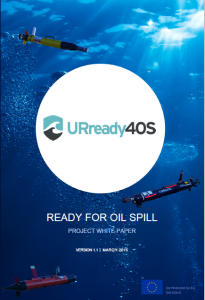 URready4OS
READY FOR OIL SPILL
PROJECT WHITE PAPER
VERSION 1.1 | MARCH 2015